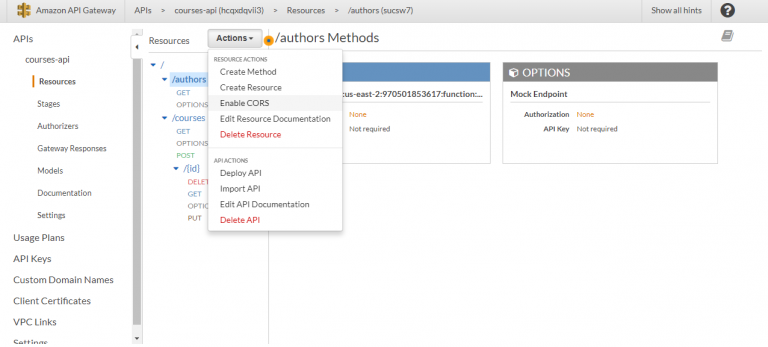 Amazon API Gateway
APIs > courses-api (hcqxdqvii3) > Resources > /authors (sucsw7)
Show all hints
?
APIs
courses-api
Resources
Stages
Authorizers
Gateway Responses
Models
Documentation
Settings
Usage Plans
API Keys
Custom Domain Names
Client Certificates
VPC Links
Settings
Resources
Actions
/
/authors
GET
OPTIONS
/courses
GET
OPTIONS
POST
/{id}
DELE
GET
OPTIO
PUT
RESOURCE ACTIONS
Create Method
Create Resource
Enable CORS
Edit Resource Documentation
Delete Resource
API ACTIONS
Deploy API
Import API
Edit API Documentation
Delete API
/authors Methods
us-east-2:970501853617:function:...
None
Not required
OPTIONS
Mock Endpoint
Authorization None
API Key Not required